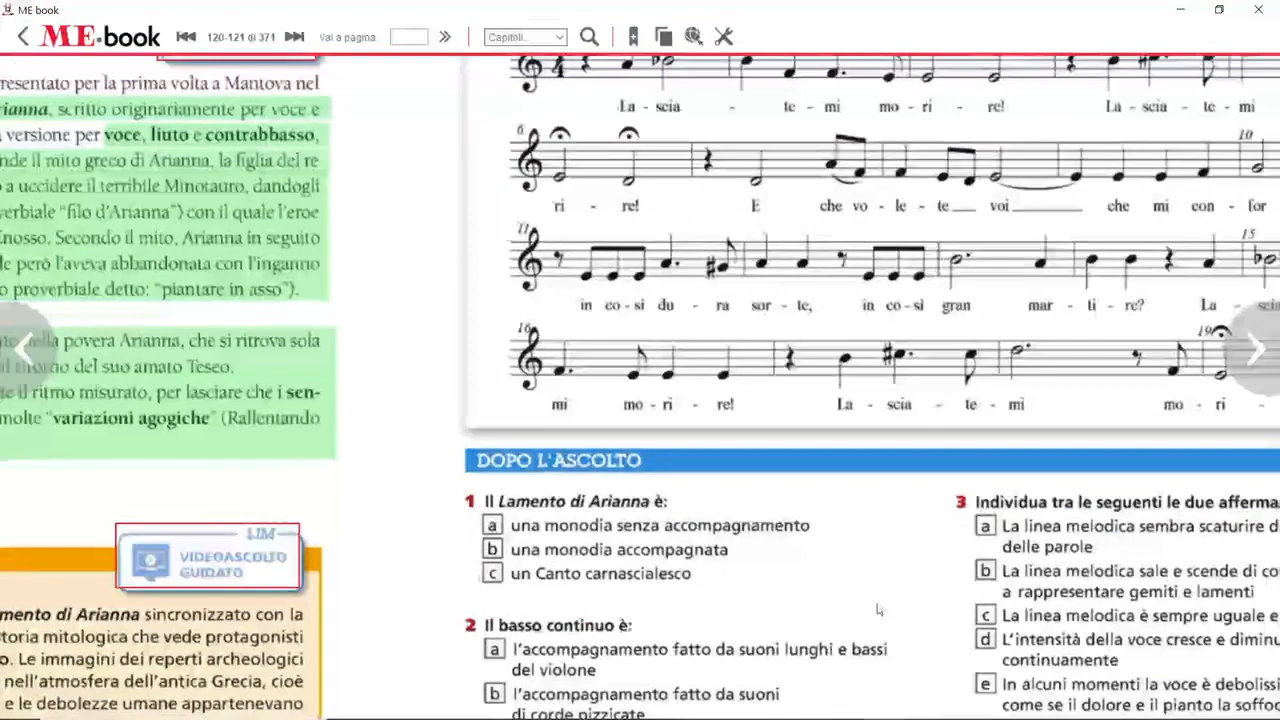 ME book
ME•book
120-121 di 371
Vai a pagina
Capitoli...
resentato per la prima volta a Mantova nel
ianna, scritto originariamente per voce e
versione per voce, liuto e contrabbasso,
nde il mito greco di Arianna, la figlia del re
a uccidere il terribile Minotauro, dandogli
verbiale "filo d'Arianna") con il quale l'eroe
nosso. Secondo il mito, Arianna in seguito
le però l'aveva abbandonata con l'inganno
o proverbiale detto: "piantare in asso").
povera Arianna, che si ritrova sola
del suo amato Teseo.
il ritmo misurato, per lasciare che i sen-
molte "variazioni agogiche" (Rallentando
LIM
VIDEOASCOLTO
GUIDATO
mento di Arianna sincronizzato con la
toria mitologica che vede protagonisti
o. Le immagini dei reperti archeologici
nell'atmosfera dell'antica Grecia, cioè
e le debolezze umane appartenevano
4
La - scia - te - mi mo - ri - re! La - scia - te - mi
6 10
ri - re! E che vo - le - te voi che mi con - for
11 15
in co - sì du - ra sor - te, in co - sì gran mar - ti - re? La - scia
16 19
mi mo - ri - re! La - scia - te - mi mo - ri -
DOPO L'ASCOLTO
1 Il Lamento di Arianna è:
a una monodia senza accompagnamento
b una monodia accompagnata
c un Canto carnascialesco
2 Il basso continuo è:
a l'accompagnamento fatto da suoni lunghi e bassi
del violone
b l'accompagnamento fatto da suoni
di corde pizzicate
3 Individua tra le seguenti le due afferma
a La linea melodica sembra scaturire d
delle parole
b La linea melodica sale e scende di co
a rappresentare gemiti e lamenti
c La linea melodica è sempre uguale e
d L'intensità della voce cresce e diminu
continuamente
e In alcuni momenti la voce è debolissi
come se il dolore e il pianto la soffo